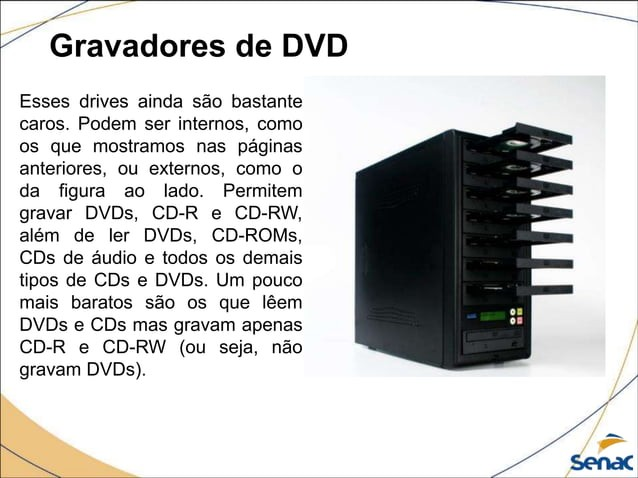 Gravadores de DVD
Esses drives ainda são bastante
caros. Podem ser internos, como
os que mostramos nas páginas
anteriores, ou externos, como o
da figura ao lado. Permitem
gravar DVDs, CD-R e CD-RW,
além de ler DVDs, CD-ROMs,
CDs de áudio e todos os demais
tipos de CDs e DVDs. Um pouco
mais baratos são os que lêem
DVDs e CDs mas gravam apenas
CD-R e CD-RW (ou seja, não
gravam DVDs).
Senac